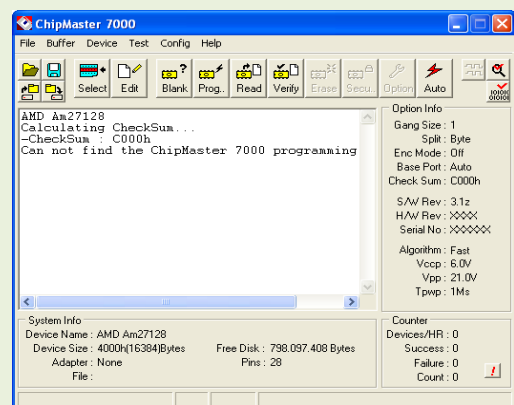 ChipMaster 7000
File Buffer Device Test Config Help
Select Edit Blank Prog.. Read Verify Erase Secu.. Option Auto
AMD Am27128
Calculating CheckSum...
-CheckSum : C000h
Can not find the ChipMaster 7000 programming
Option Info
Gang Size : 1
Split : Byte
Enc Mode : Off
Base Port : Auto
Check Sum : C000h
S/W Rev : 3.1z
H/W Rev : XXXX
Serial No : XXXXXX
Algorithm : Fast
Vccp : 6.0V
Vpp : 21.0V
Tpwp : 1Ms
System Info
Device Name : AMD Am27128
Device Size : 4000h(16384)Bytes Free Disk : 798.097.408 Bytes
Adapter : None Pins : 28
File :
Counter
Devices/HR : 0
Success : 0
Failure : 0
Count : 0